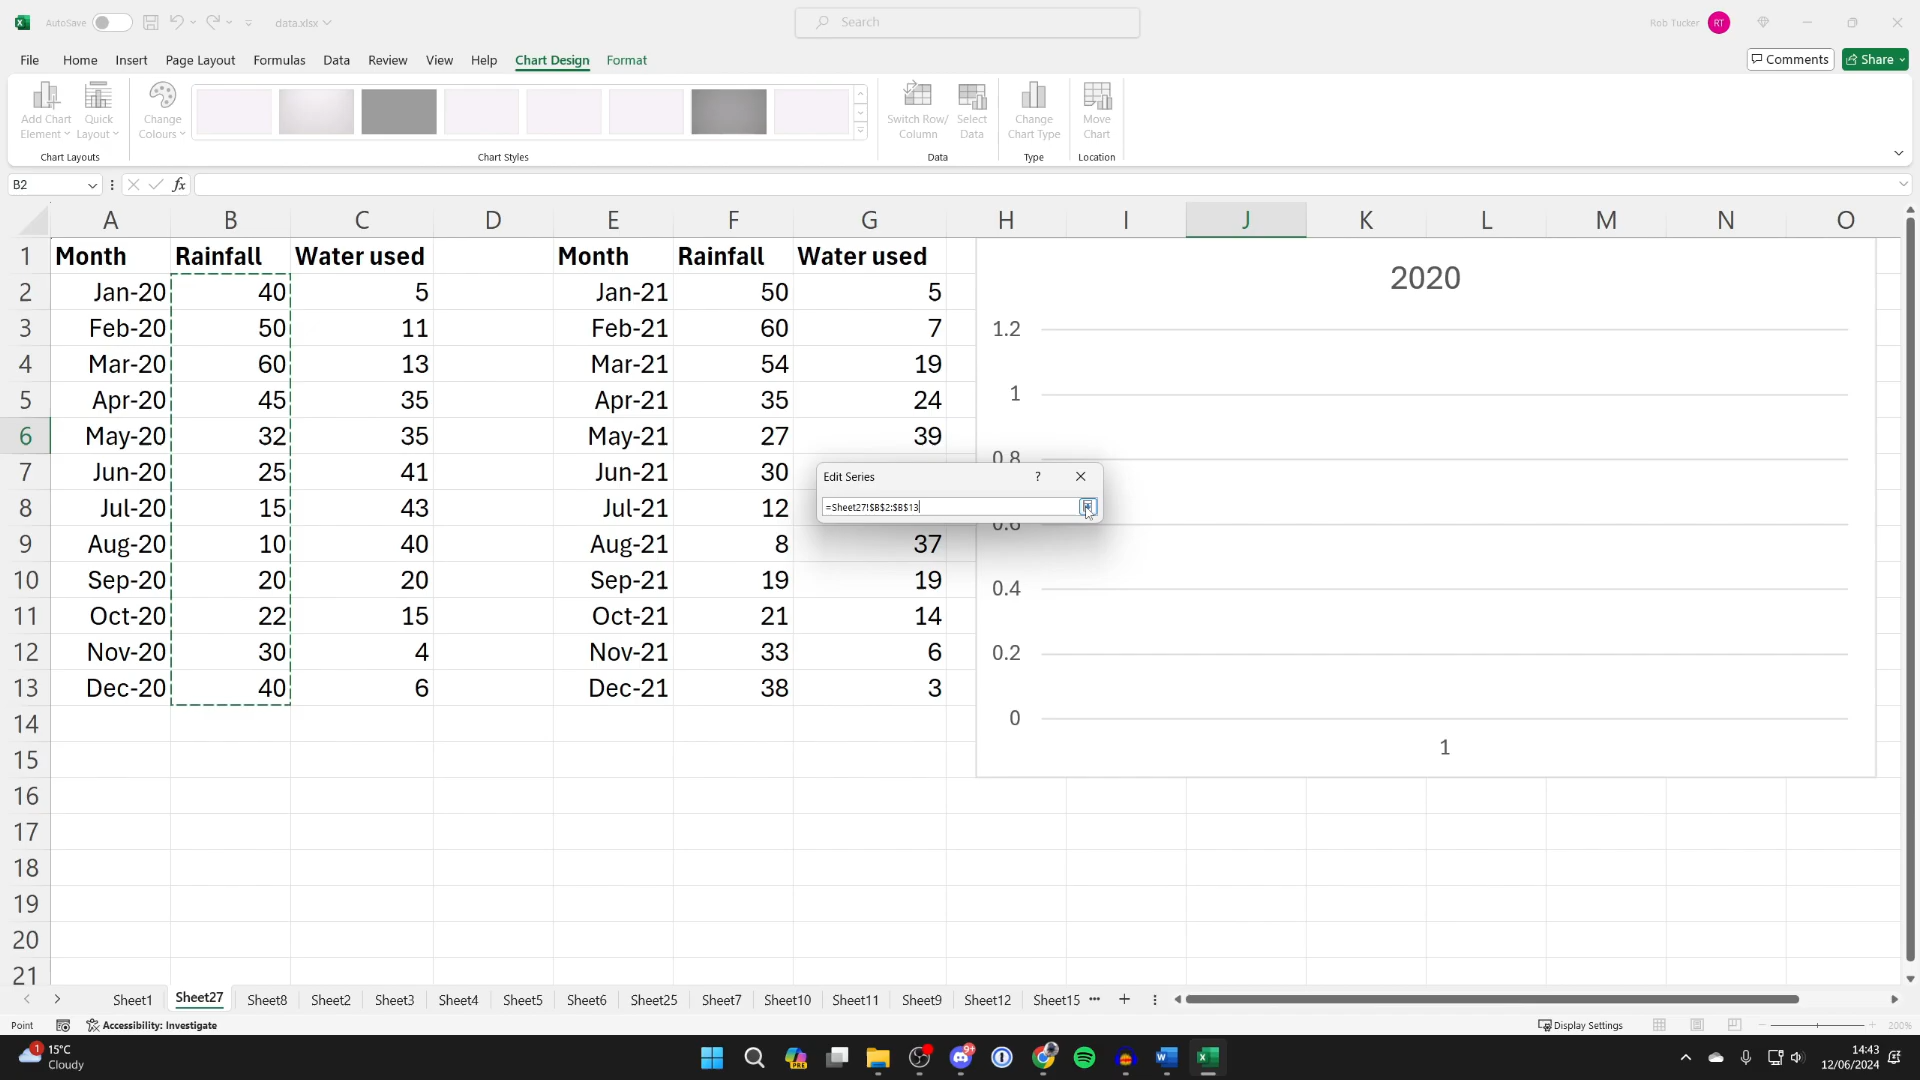 AutoSave data.xlsx Search Rob Tucker RT
File Home Insert Page Layout Formulas Data Review View Help Chart Design Format Comments Share
Add Chart Element Quick Layout Change Colours Switch Row/ Column Select Data Change Chart Type Move Chart
Chart Layouts Chart Styles Data Type Location
B2 fx
A B C D E F G H I J K L M N O
1 Month Rainfall Water used Month Rainfall Water used
2 Jan-20 40 5 Jan-21 50 5
3 Feb-20 50 11 Feb-21 60 7
4 Mar-20 60 13 Mar-21 54 19
5 Apr-20 45 35 Apr-21 35 24
6 May-20 32 35 May-21 27 39
7 Jun-20 25 41 Jun-21 30
8 Jul-20 15 43 Jul-21 12
9 Aug-20 10 40 Aug-21 8 37
10 Sep-20 20 20 Sep-21 19 19
11 Oct-20 22 15 Oct-21 21 14
12 Nov-20 30 4 Nov-21 33 6
13 Dec-20 40 6 Dec-21 38 3
14
15
16
17
18
19
20
21
2020
1.2
1
0.8
0.6
0.4
0.2
0
1
Edit Series ?
=Sheet27!$B$2:$B$13
Sheet1 Sheet27 Sheet8 Sheet2 Sheet3 Sheet4 Sheet5 Sheet6 Sheet25 Sheet7 Sheet10 Sheet11 Sheet9 Sheet12 Sheet15
Point Accessibility: Investigate Display Settings 200%
1 15°C
Cloudy
PRE 9+
14:43
12/06/2024